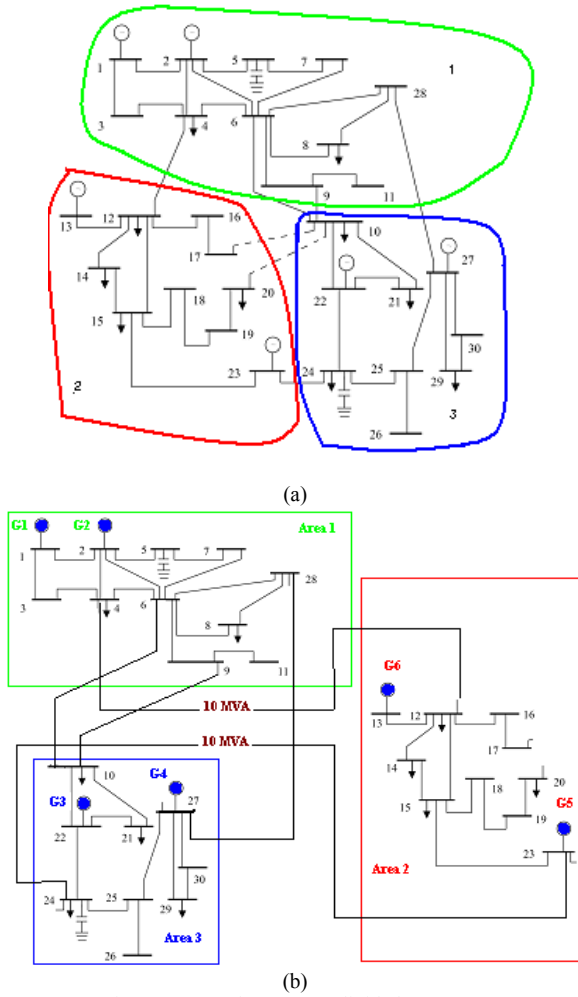 1
1 2 5 7
28
3 4 6 8
9 11
13 12 16 10
17 27
14 22 21
18 20
15 19 30
23 24 25 29
2
3
26
(a)
G1 G2 Area 1
1 2 5 7
28
3 4 6 8
9 11
10 MVA
10 MVA
G6
13 12 16
17
14
20
15 18 G5
19
23
Area 2
10 G4
G3 27
22 21
30
24 25 29
Area 3
26
(b)